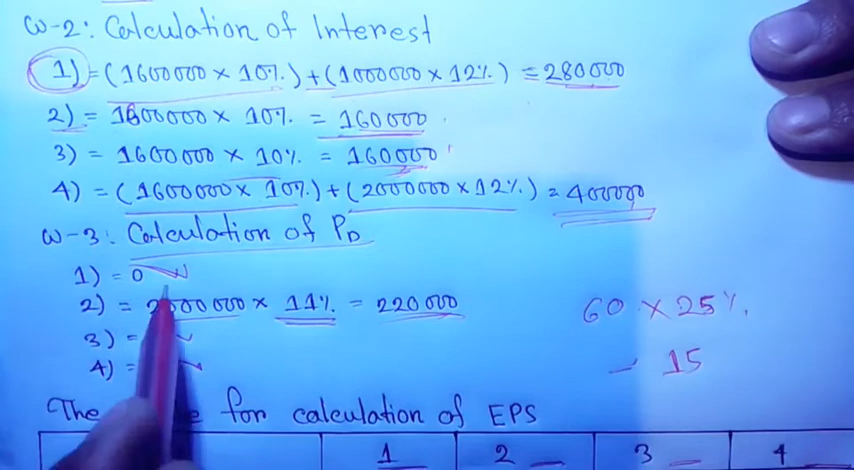 W-2: Calculation of Interest
1) = (1600000 × 10%) + (1000000 × 12%) = 280000
2) = 1600000 × 10% = 160000
3) = 1600000 × 10% = 160000
4) = (1600000 × 10%) + (2000000 × 12%) = 400000
W-3: Calculation of PD
1) = 0
2) = 2000000 × 11% = 220000
60 × 25%.
3) =
15
4) =
The for calculation of EPS
1 2 3 4